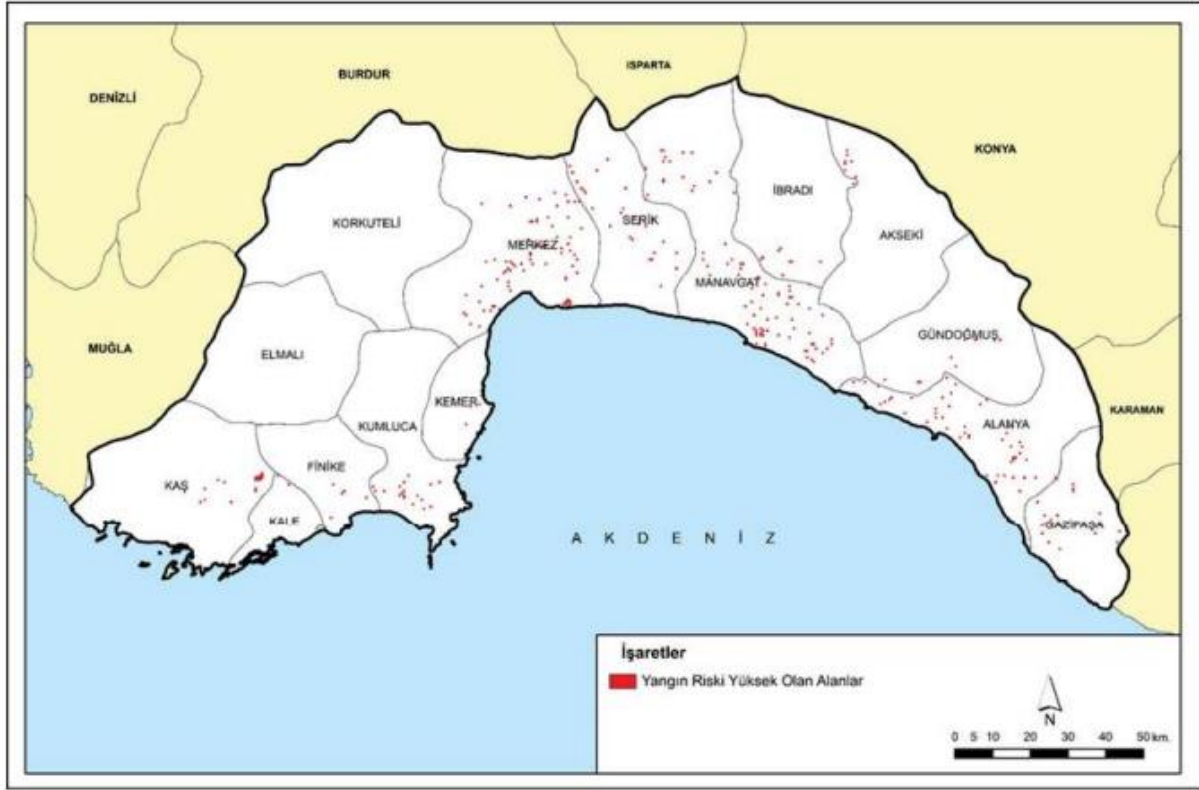 ISPARTA
BURDUR
DENİZLİ
KONYA
İBRADI
KORKUTELİ
SERİK
AKSEKİ
MERKEZ
MANAVGAT
GÜNDOĞMUŞ
MUĞLA
ELMALI
KEMER
KARAMAN
ALANYA
KUMLUCA
FİNİKE
KAŞ
KALE
GAZİPAŞA
AKDENİZ
İşaretler
Yangın Riski Yüksek Olan Alanlar
N
0 5 10 20 30 40 50 km.